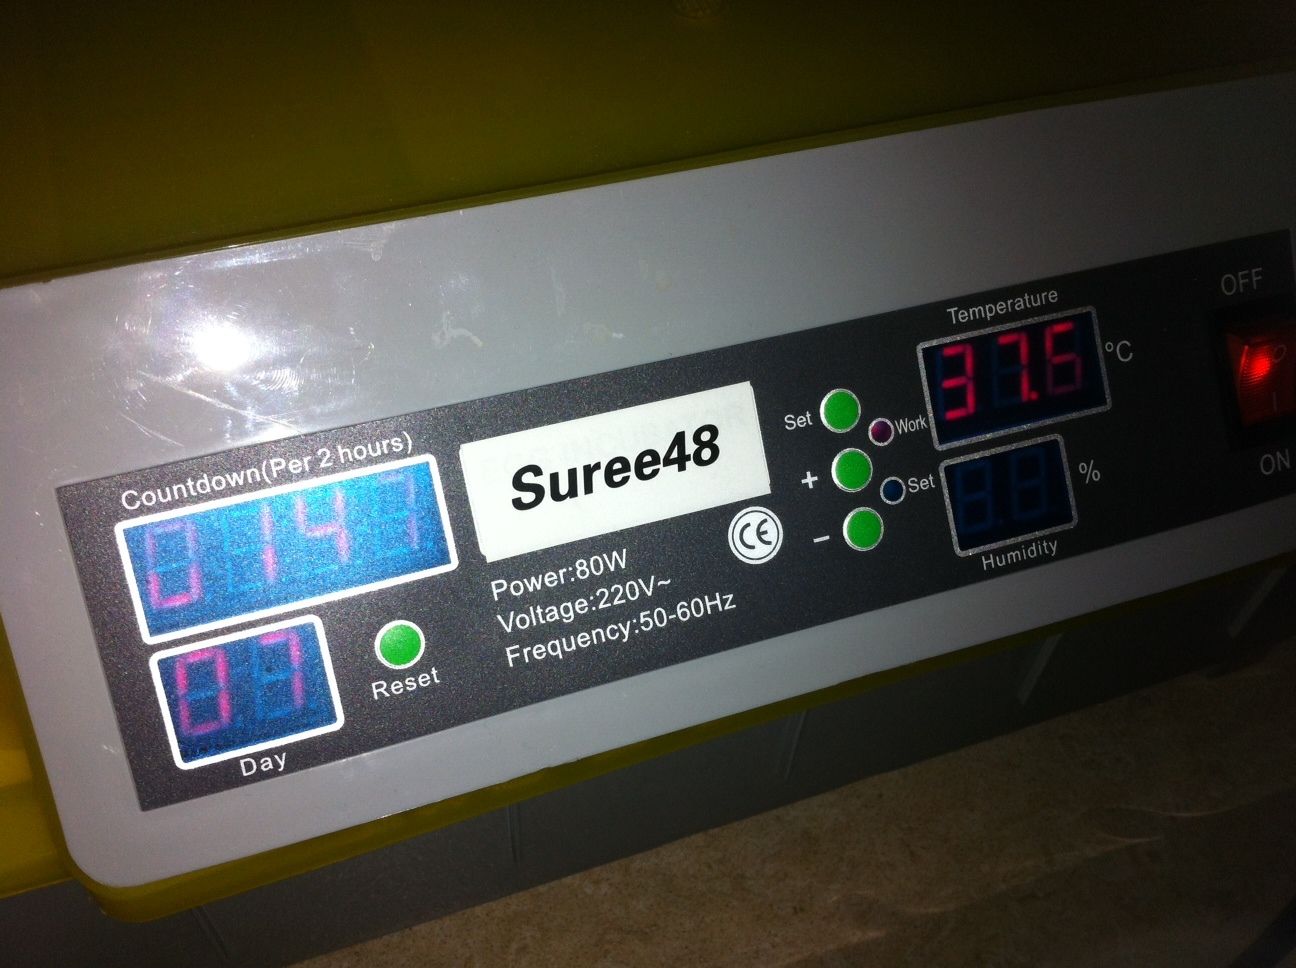 OFF
Temperature
37.6
°C
Set
Work
Countdown(Per 2 hours)
Suree48
+
Set
%
ON
0147
CE
−
Humidity
Power:80W
Voltage:220V~
Frequency:50-60Hz
07
Reset
Day